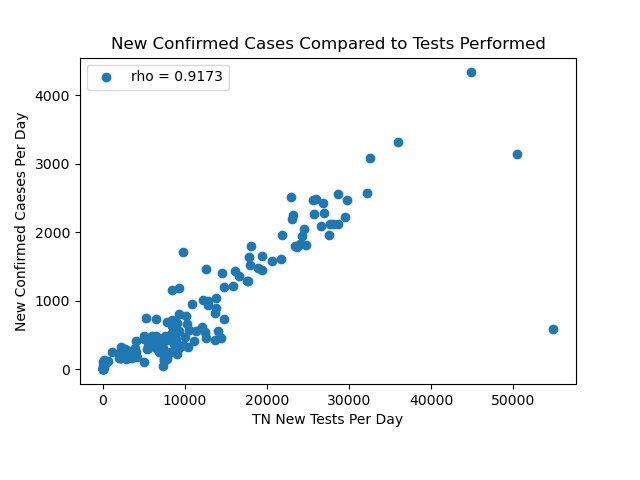 New Confirmed Cases Compared to Tests Performed
rho = 0.9173
New Confirmed Caeses Per Day
4000
3000
2000
1000
0
0 10000 20000 30000 40000 50000
TN New Tests Per Day